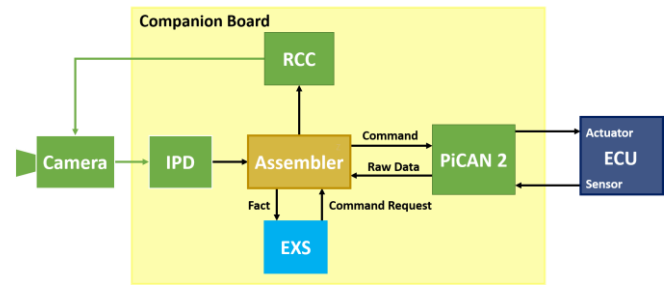 Companion Board
RCC
Command
Actuator
Camera
IPD
Assembler
PiCAN 2
ECU
Raw Data
Sensor
Fact
Command Request
EXS